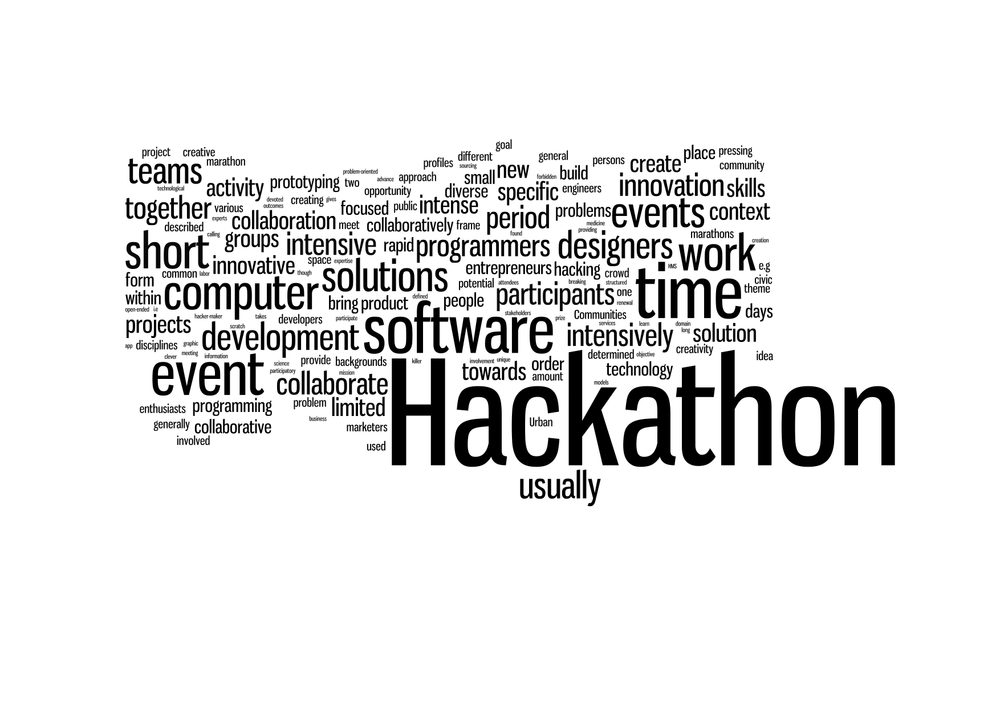 goal
project creative
different
place pressing
general
teams marathon
profiles sourcing
persons create
community
problem-oriented
advance approach
small new
forbidden build
technological
activity prototyping two
opportunity
diverse specific engineers
innovation skills
devoted
outcomes
creating gives
together various
focused public intense
problems events context
experts collaboration meet collaboratively frame
period
medicine
providing
described
calling groups
found
marathons
creation
short
intensive rapid programmers designers work
innovative space expertise
entrepreneurs hacking crowd
HMS
e.g
common labor
though solutions
form
potential attendees
breaking structured
time
civic
theme
within computer
bring product defined people participants one
renewal
open-ended i.e
hacker-maker takes developers participate
stakeholders prize Communities
days
projects scratch
services learn domain
long
app disciplines graphic development software intensively solution
clever meeting information
determined objective creativity idea
event
science provide backgrounds killer
involvement unique order
participatory mission
towards amount technology
collaborate
models
Hackathon
enthusiasts programming problem limited
business
Urban
generally collaborative marketers
involved used
usually